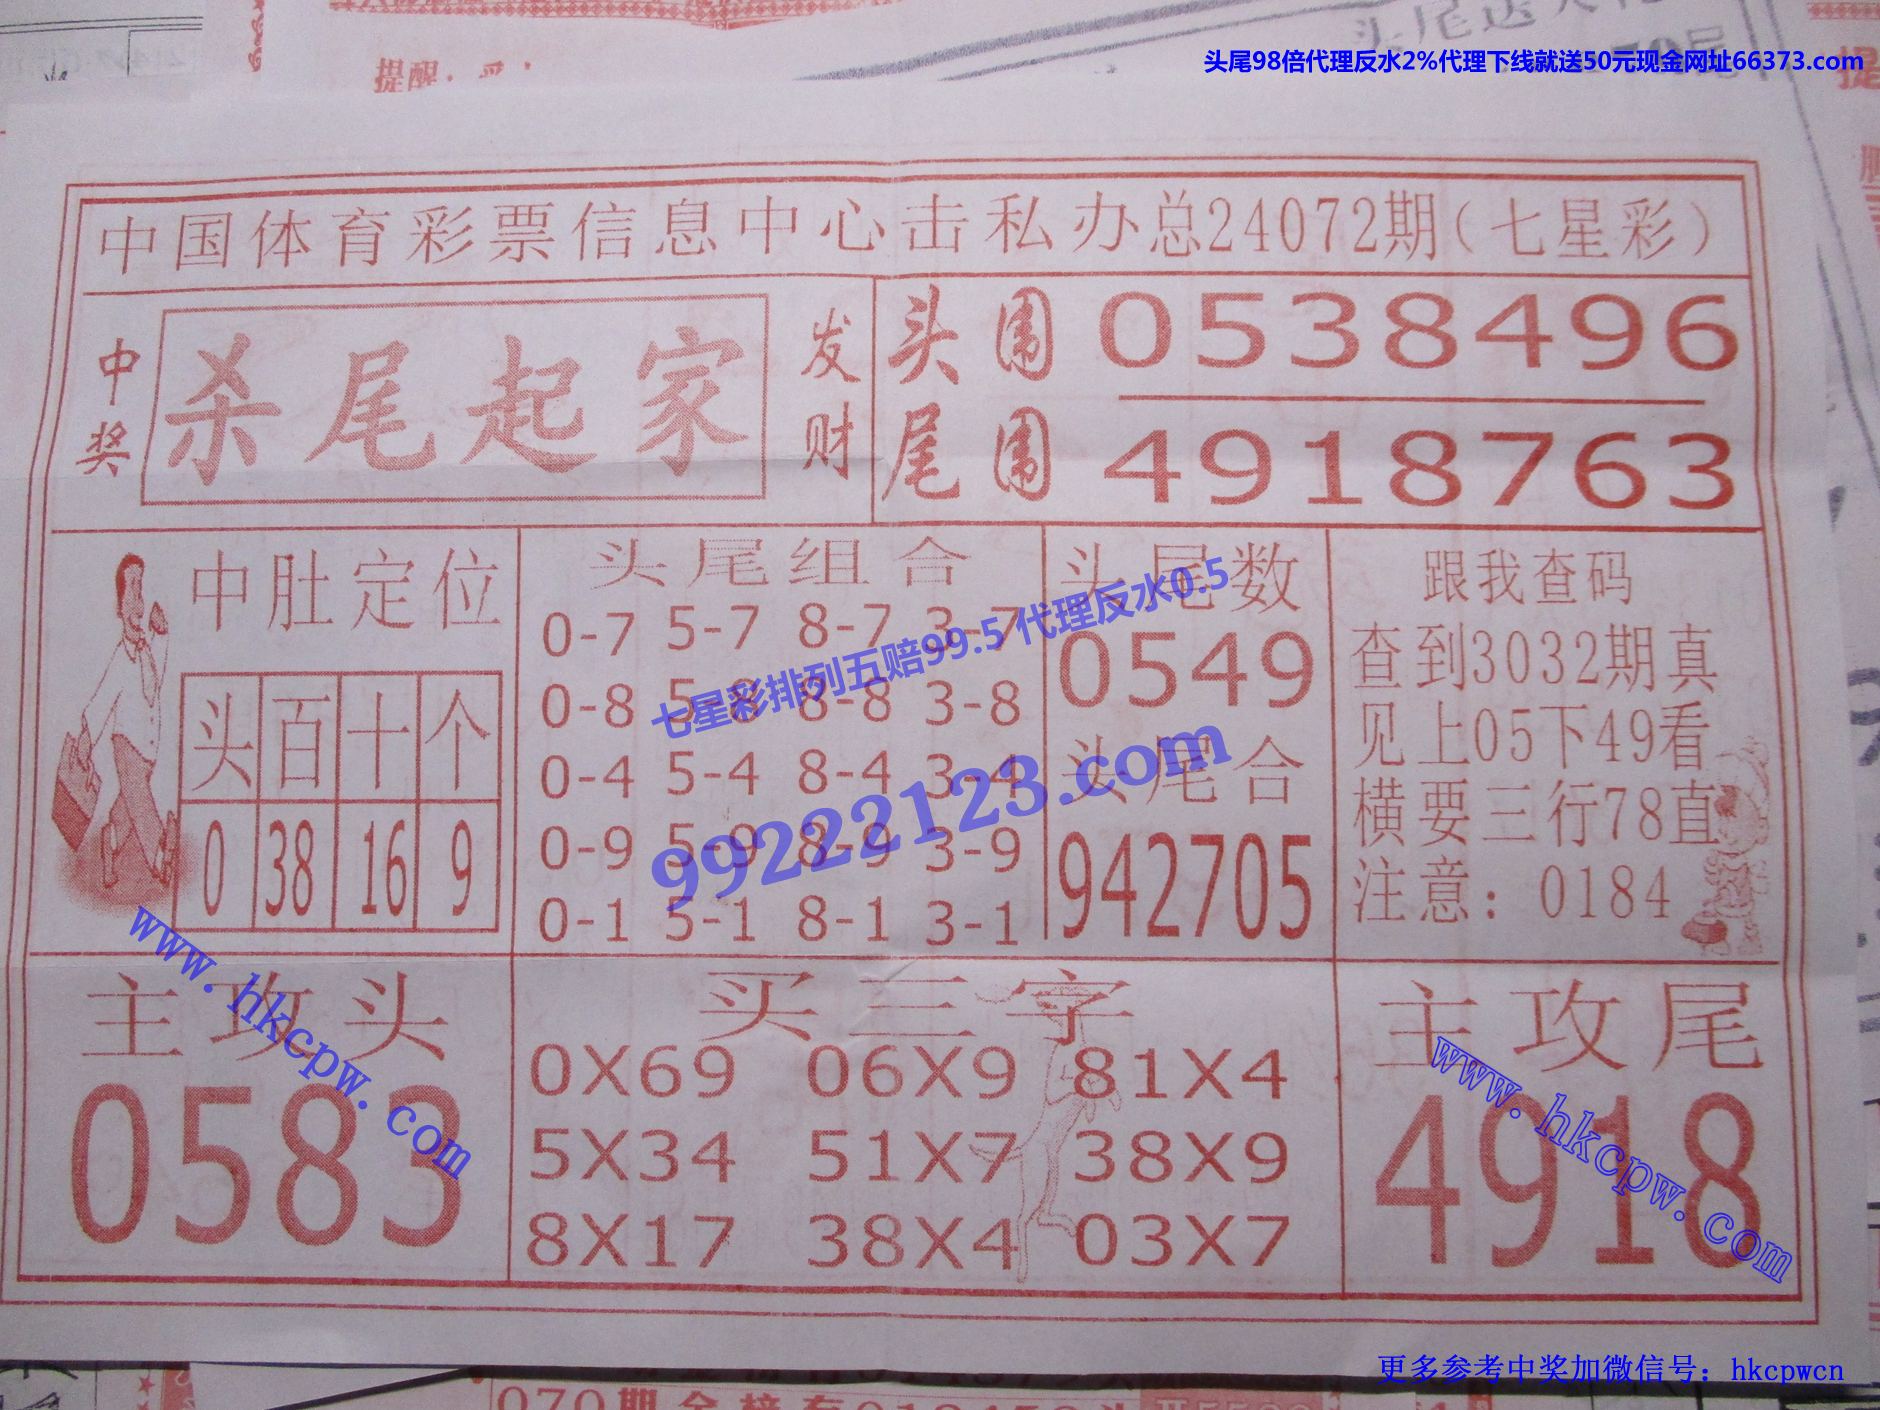 提醒:
头尾98倍代理反水2%代理下线就送50元现金网址66373.com
中国体育彩票信息中心击私办总24072期(七星彩)
中奖
杀尾起家
发财
头围 0538496
尾围 4918763
中肚定位
头 百 十 个
0 38 16 9
头尾组合
0-7 5-7 8-7 3-7
0-8 5-8 8-8 3-8
0-4 5-4 8-4 3-4
0-9 5-9 8-9 3-9
0-1 5-1 8-1 3-1
头尾数
0549
头尾合
942705
跟我查码
查到3032期真
见上05下49看
横要三行78直
注意：0184
七星彩排列五赔99.5 代理反水0.5
99222123.com
主攻头
0583
www.hkcpw.com
买三字
0X69 06X9 81X4
5X34 51X7 38X9
8X17 38X4 03X7
主攻尾
4918
www.hkcpw.com
更多参考中奖加微信号：hkcpwcn